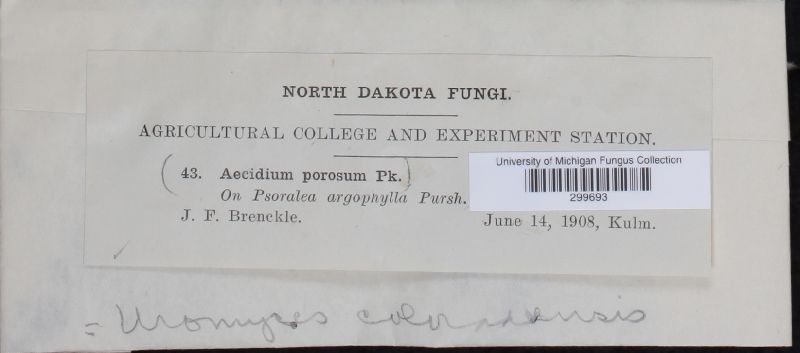 NORTH DAKOTA FUNGI.
AGRICULTURAL COLLEGE AND EXPERIMENT STATION.
(43. Aecidium porosum Pk.)
On Psoralea argophylla Pursh.
J. F. Brenckle. June 14, 1908, Kulm.
University of Michigan Fungus Collection
299693
= Uromyces coloradensis